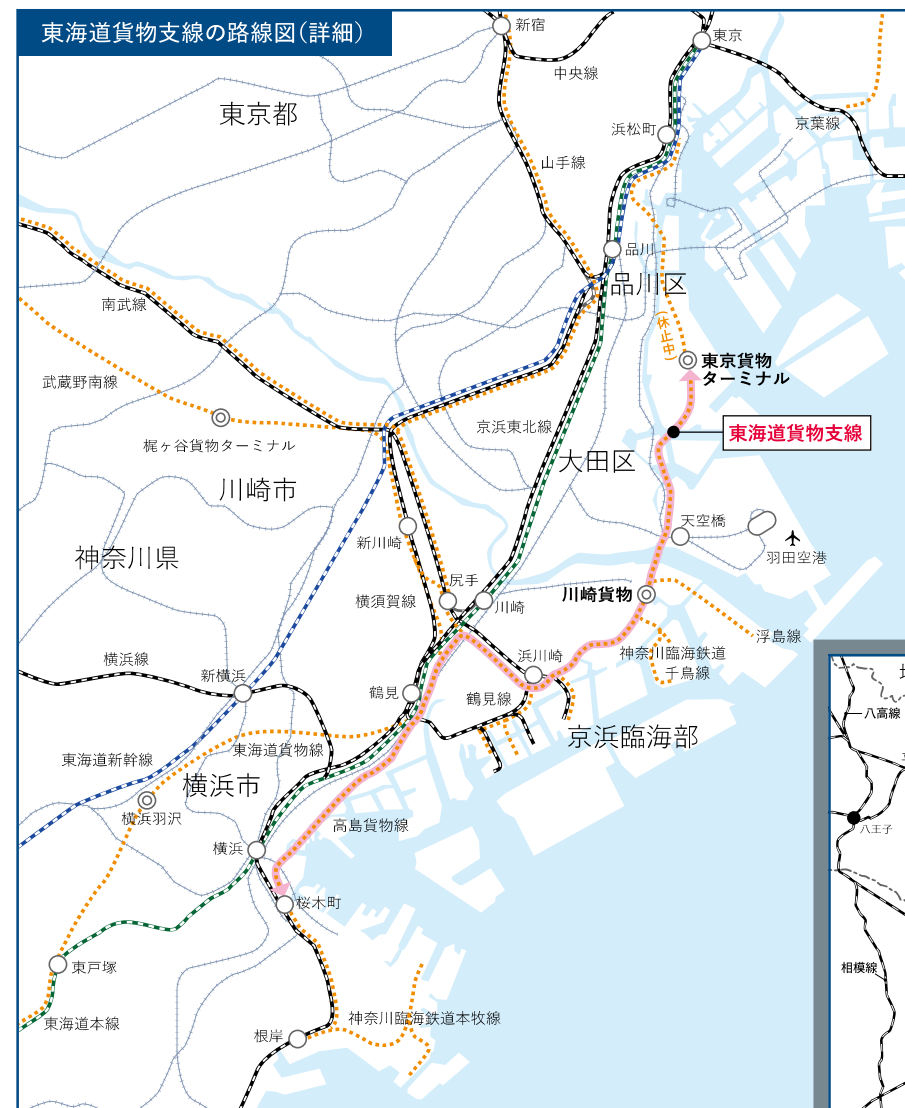 東海道貨物支線の路線図(詳細)
新宿
東京
中央線
東京都
浜松町
京葉線
山手線
品川
品川区
南武線
(休止中)
東京貨物
ターミナル
武蔵野南線
梶ヶ谷貨物ターミナル
京浜東北線
東海道貨物支線
大田区
川崎市
天空橋
新川崎
羽田空港
神奈川県
尻手
横須賀線
川崎
川崎貨物
浮島線
横浜線
浜川崎
神奈川臨海鉄道
千鳥線
新横浜
鶴見
鶴見線
八高線
京浜臨海部
東海道新幹線
東海道貨物線
横浜市
横浜羽沢
高島貨物線
八王子
横浜
桜木町
東戸塚
相模線
東海道本線
神奈川臨海鉄道本牧線
根岸